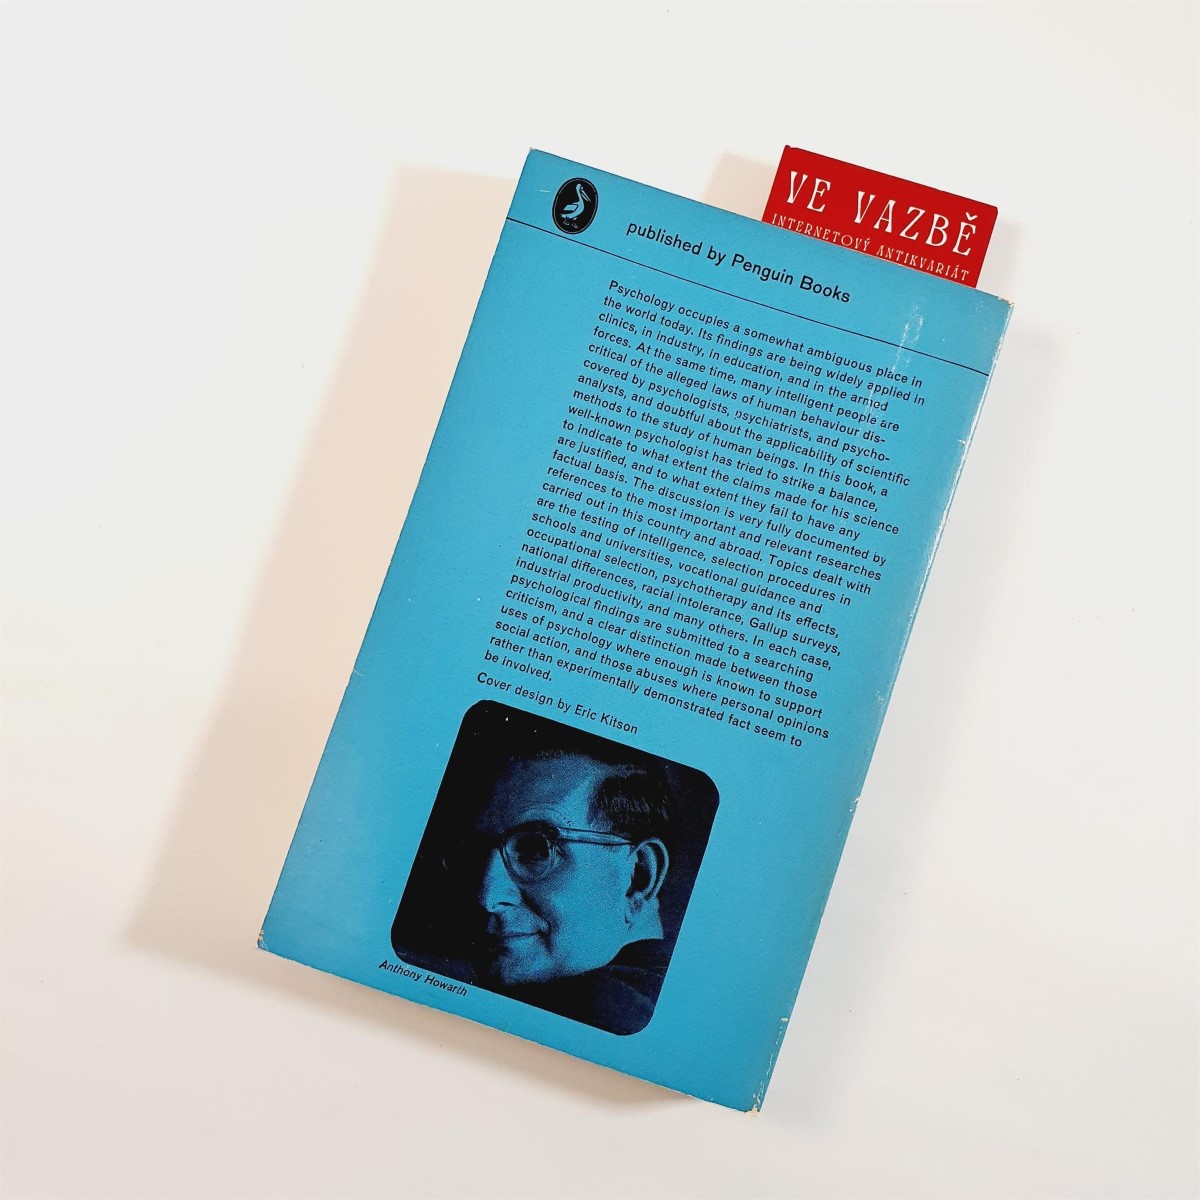 VE VAZBĚ
INTERNETOVÝ ANTIKVARIÁT
published by Penguin Books
Psychology occupies a somewhat ambiguous place in
the world today. Its findings are being widely applied in
clinics, in industry, in education, and in the armed
forces. At the same time, many intelligent people are
critical of the alleged laws of human behaviour dis-
covered by psychologists, psychiatrists, and psycho-
analysts, and doubtful about the applicability of scientific
methods to the study of human beings. In this book, a
well-known psychologist has tried to strike a balance,
to indicate to what extent the claims made for his science
are justified, and to what extent they fail to have any
factual basis. The discussion is very fully documented by
references to the most important and relevant researches
carried out in this country and abroad. Topics dealt with
are the testing of intelligence, selection procedures in
schools and universities, vocational guidance and
occupational selection, psychotherapy and its effects,
national differences, racial intolerance, Gallup surveys,
industrial productivity, and many others. In each case,
psychological findings are submitted to a searching
criticism, and a clear distinction made between those
uses of psychology where enough is known to support
social action, and those abuses where personal opinions
rather than experimentally demonstrated fact seem to
be involved.
Cover design by Eric Kitson
Anthony Howarth